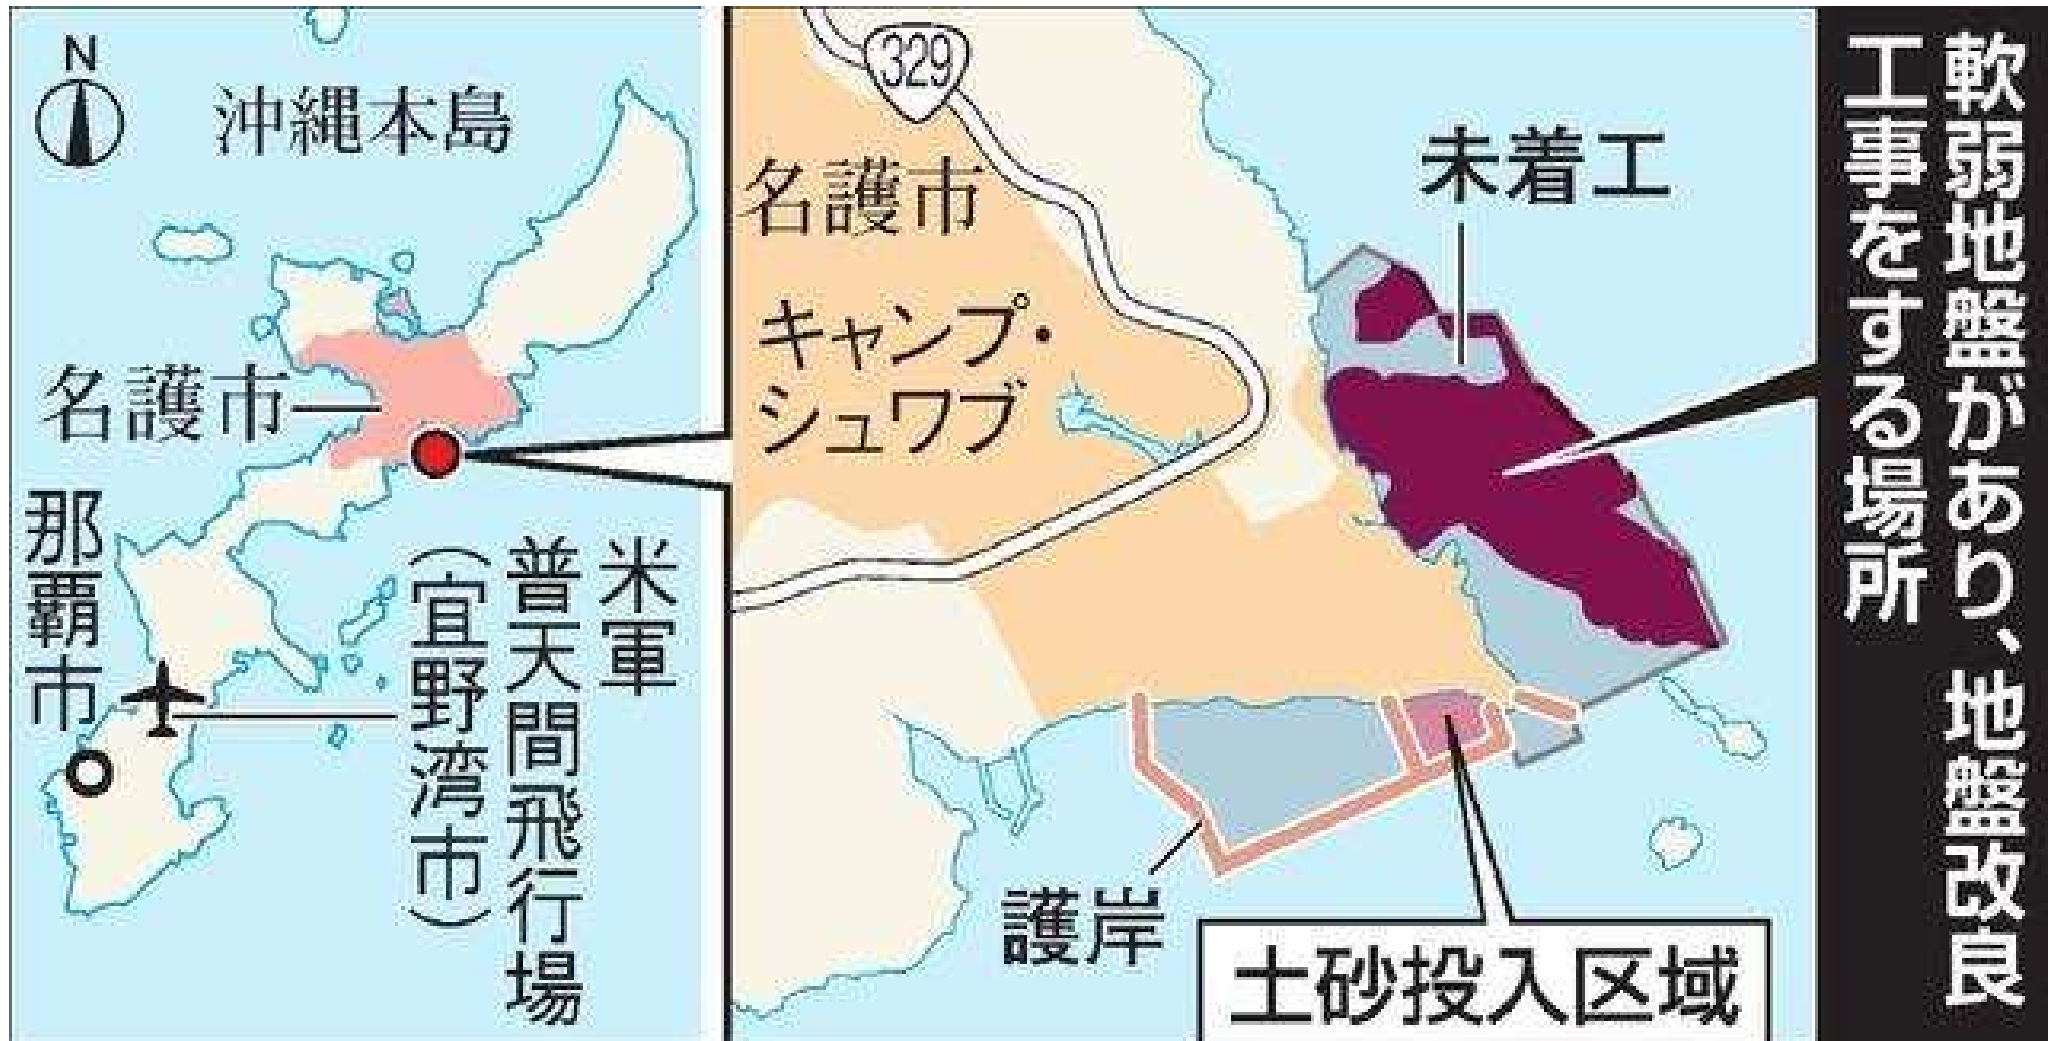 軟弱地盤があり、地盤改良
工事をする場所
N
沖縄本島
名護市
那覇市
米軍
普天間飛行場
（宜野湾市）
329
名護市
キャンプ・
シュワブ
未着工
護岸
土砂投入区域